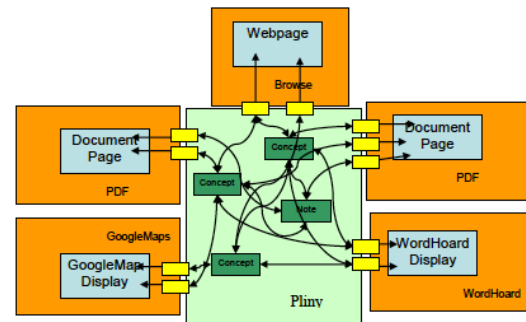 Webpage
Browse
Document
Page
PDF
Document
Page
PDF
Concept
Concept
Note
Concept
GoogleMaps
GoogleMap
Display
WordHoard
Display
WordHoard
Pliny